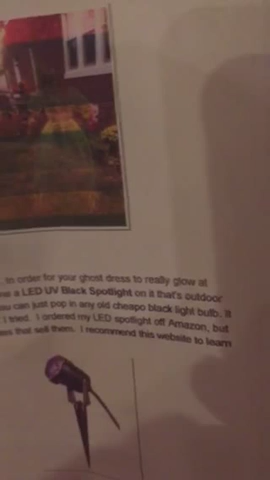 . In order for your ghost dress to really glow at
a LED UV Black Spotlight on it that's outdoor
ou can just pop in any old cheapo black light bulb. It
I tried. I ordered my LED spotlight off Amazon, but
that sell them. I recommend this website to learn